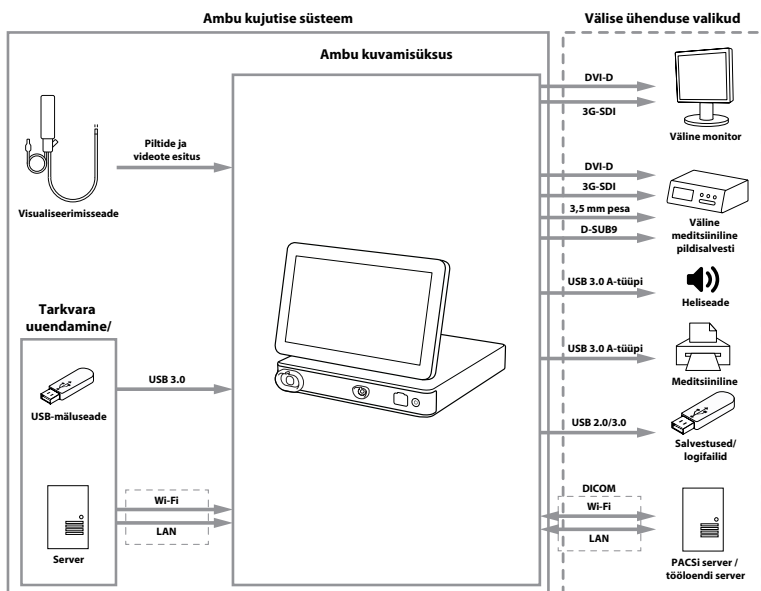 Ambu kujutise süsteem
Välise ühenduse valikud
Ambu kuvamisüksus
Piltide ja
videote esitus
Visualiseerimisseade
Tarkvara
uuendamine/
USB-mäluseade
USB 3.0
Server
Wi-Fi
LAN
DVI-D
3G-SDI
Väline monitor
DVI-D
3G-SDI
3,5 mm pesa
D-SUB9
Väline
meditsiiniline
pildisalvesti
USB 3.0 A-tüüpi
Heliseade
USB 3.0 A-tüüpi
Meditsiiniline
USB 2.0/3.0
Salvestused/
logifailid
DICOM
Wi-Fi
LAN
PACSi server /
tööloendi server